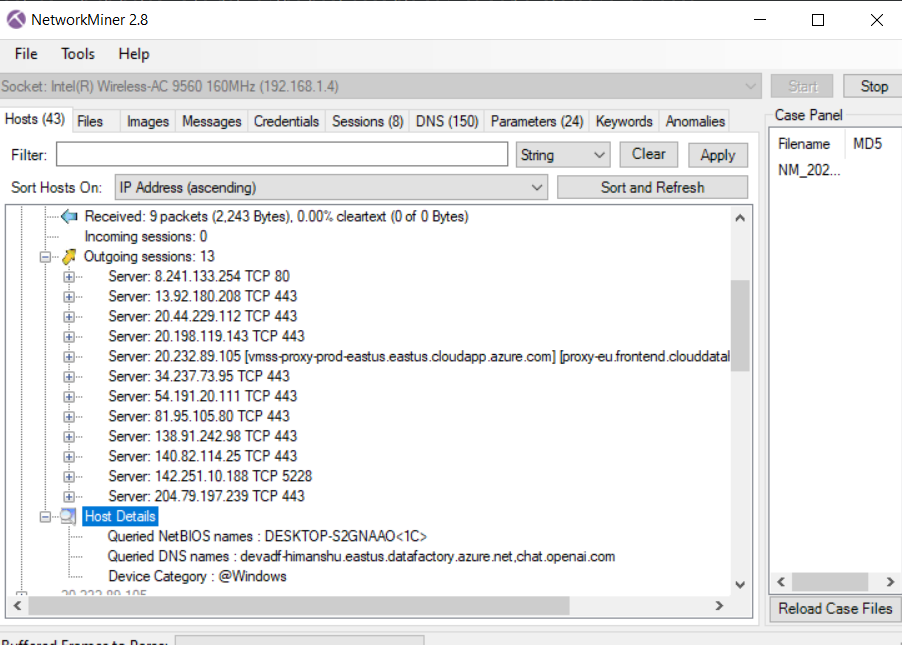 NetworkMiner 2.8
File Tools Help
Socket: Intel(R) Wireless-AC 9560 160MHz (192.168.1.4)
Start Stop
Hosts (43) Files Images Messages Credentials Sessions (8) DNS (150) Parameters (24) Keywords Anomalies
Case Panel
Filter: String Clear Apply
Filename MD5
NM_202...
Sort Hosts On: IP Address (ascending) Sort and Refresh
Received: 9 packets (2,243 Bytes), 0.00% cleartext (0 of 0 Bytes)
Incoming sessions: 0
Outgoing sessions: 13
Server: 8.241.133.254 TCP 80
Server: 13.92.180.208 TCP 443
Server: 20.44.229.112 TCP 443
Server: 20.198.119.143 TCP 443
Server: 20.232.89.105 [vmss-proxy-prod-eastus.eastus.cloudapp.azure.com] [proxy-eu.frontend.clouddatal
Server: 34.237.73.95 TCP 443
Server: 54.191.20.111 TCP 443
Server: 81.95.105.80 TCP 443
Server: 138.91.242.98 TCP 443
Server: 140.82.114.25 TCP 443
Server: 142.251.10.188 TCP 5228
Server: 204.79.197.239 TCP 443
Host Details
Queried NetBIOS names : DESKTOP-S2GNAAO<1C>
Queried DNS names : devadf-himanshu.eastus.datafactory.azure.net,chat.openai.com
Device Category : @Windows
Reload Case Files